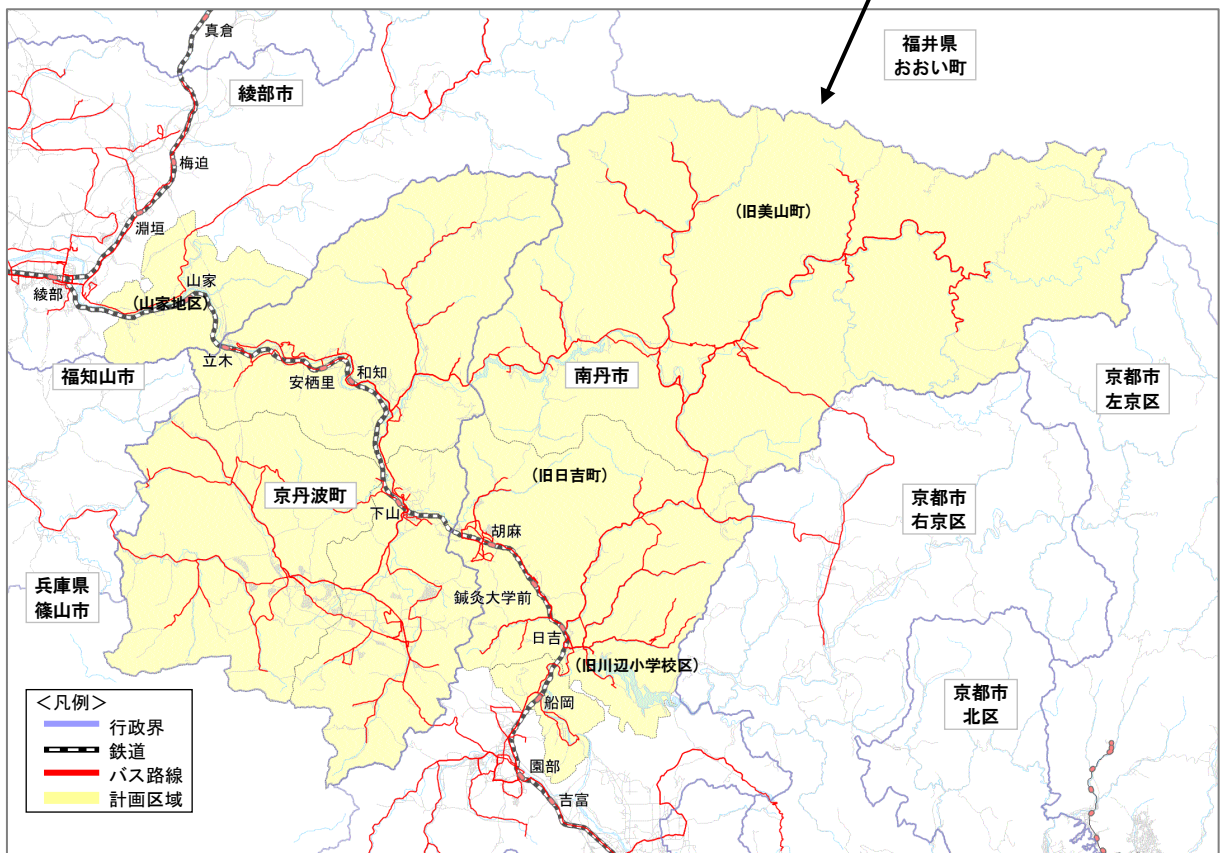 真倉
福井県
おおい町
綾部市
梅迫
(旧美山町)
淵垣
山家
綾部
(山家地区)
立木
福知山市
安栖里
和知
南丹市
京都市
左京区
(旧日吉町)
京丹波町
下山
京都市
右京区
胡麻
兵庫県
篠山市
鍼灸大学前
日吉
(旧川辺小学校区)
船岡
京都市
北区
<凡例>
行政界
鉄道
バス路線
計画区域
園部
吉富